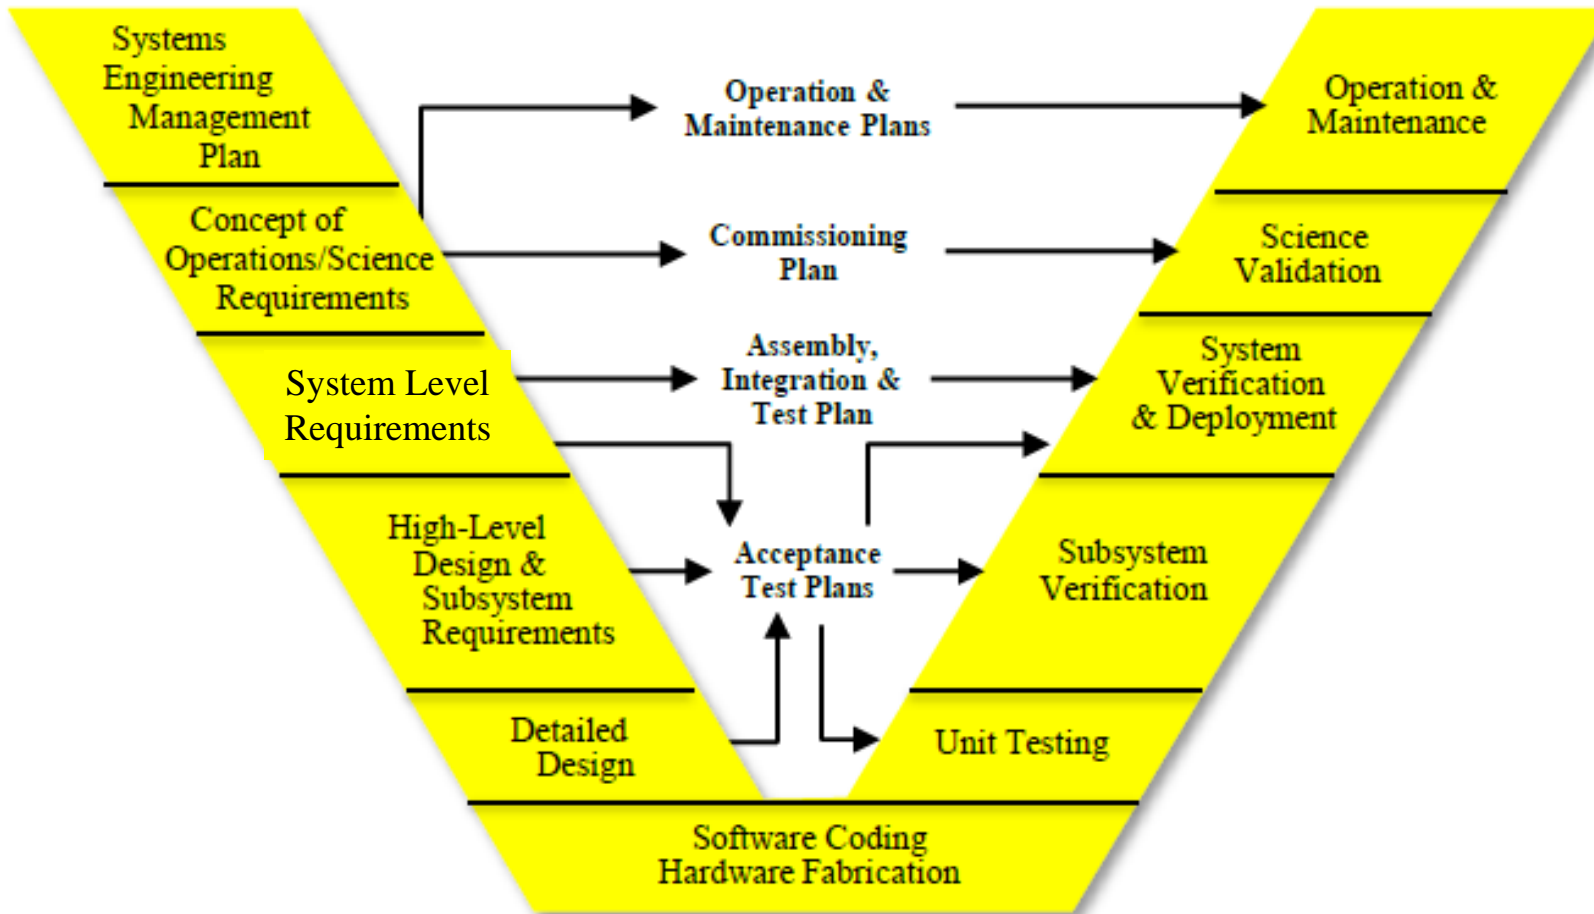 Systems
Engineering
Management
Plan
Concept of
Operations/Science
Requirements
System Level
Requirements
High-Level
Design &
Subsystem
Requirements
Detailed
Design
Software Coding
Hardware Fabrication
Operation &
Maintenance Plans
Commissioning
Plan
Assembly,
Integration &
Test Plan
Acceptance
Test Plans
Operation &
Maintenance
Science
Validation
System
Verification
& Deployment
Subsystem
Verification
Unit Testing